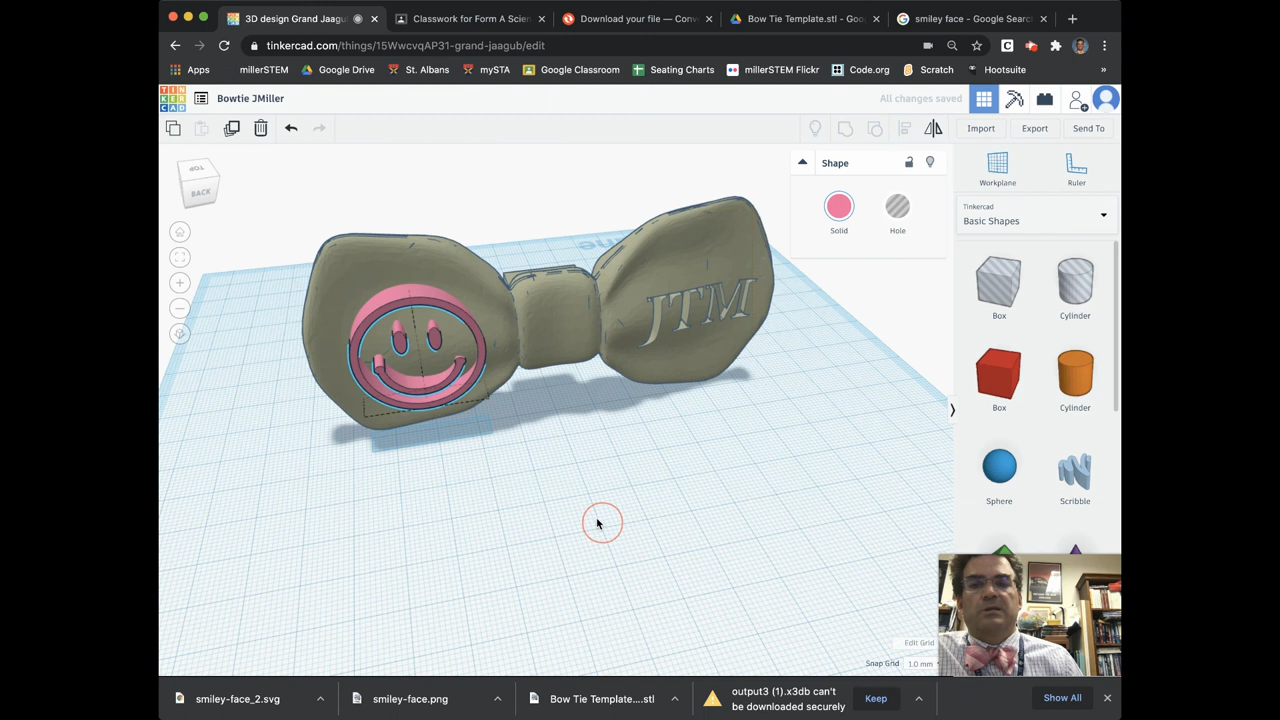 3D design Grand Jaagu
Classwork for Form A Scien
Download your file — Conv
Bow Tie Template.stl - Goo
smiley face - Google Search
tinkercad.com/things/15WwcvqAP31-grand-jaagub/edit
Apps
millerSTEM
Google Drive
St. Albans
mySTA
Google Classroom
Seating Charts
millerSTEM Flickr
Code.org
Scratch
Hootsuite
»
TIN
KER
CAD
Bowtie JMiller
All changes saved
Import
Export
Send To
TOP
BACK
Shape
Solid
Hole
Workplane
Ruler
Tinkercad
Basic Shapes
JTM
Box
Cylinder
Box
Cylinder
Sphere
Scribble
Edit Grid
Snap Grid
1.0 mm
smiley-face_2.svg
smiley-face.png
Bow Tie Template....stl
output3 (1).x3db can't
be downloaded securely
Keep
Show All